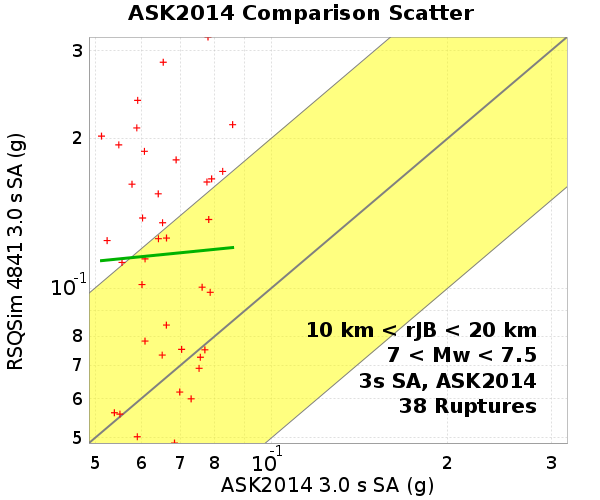 ASK2014 Comparison Scatter
RSQSim 4841 3.0 s SA (g)
3
2
10-1
8
7
6
5
10 km < rJB < 20 km
7 < Mw < 7.5
3s SA, ASK2014
38 Ruptures
5 6 7 8 10-1 2 3
ASK2014 3.0 s SA (g)